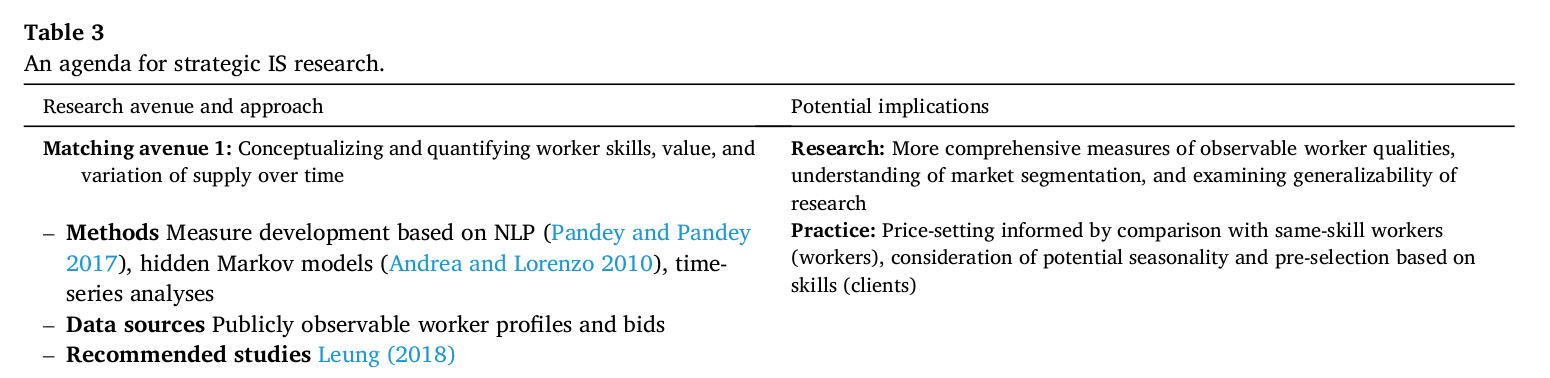 Table 3
An agenda for strategic IS research.
Research avenue and approach
Potential implications
Matching avenue 1: Conceptualizing and quantifying worker skills, value, and
variation of supply over time
– Methods Measure development based on NLP (Pandey and Pandey
2017), hidden Markov models (Andrea and Lorenzo 2010), time-
series analyses
– Data sources Publicly observable worker profiles and bids
– Recommended studies Leung (2018)
Research: More comprehensive measures of observable worker qualities,
understanding of market segmentation, and examining generalizability of
research
Practice: Price-setting informed by comparison with same-skill workers
(workers), consideration of potential seasonality and pre-selection based on
skills (clients)